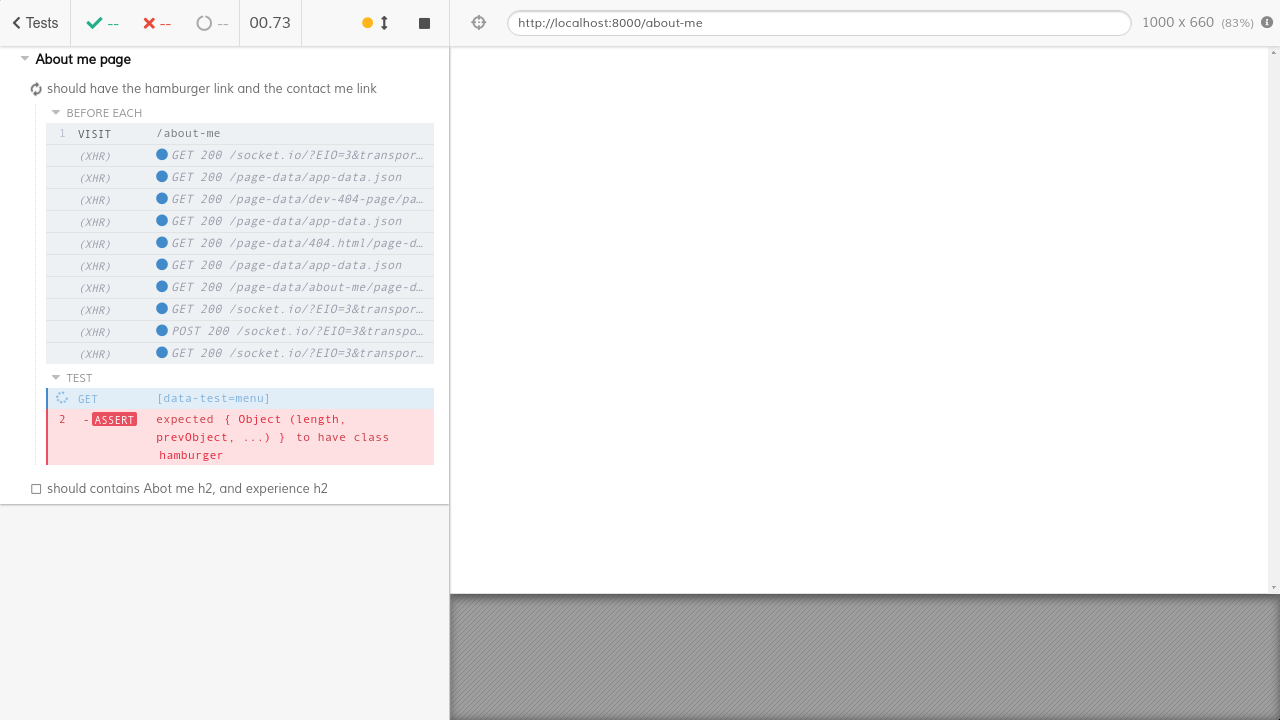 Tests -- -- -- 00.73
http://localhost:8000/about-me 1000 x 660 (83%)
About me page
should have the hamburger link and the contact me link
BEFORE EACH
1 VISIT /about-me
(XHR) GET 200 /socket.io/?EIO=3&transpor…
(XHR) GET 200 /page-data/app-data.json
(XHR) GET 200 /page-data/dev-404-page/pa…
(XHR) GET 200 /page-data/app-data.json
(XHR) GET 200 /page-data/404.html/page-d…
(XHR) GET 200 /page-data/app-data.json
(XHR) GET 200 /page-data/about-me/page-d…
(XHR) GET 200 /socket.io/?EIO=3&transpor…
(XHR) POST 200 /socket.io/?EIO=3&transpo…
(XHR) GET 200 /socket.io/?EIO=3&transpor…
TEST
GET [data-test=menu]
2 -ASSERT expected { Object (length,
prevObject, ...) } to have class
hamburger
should contains Abot me h2, and experience h2